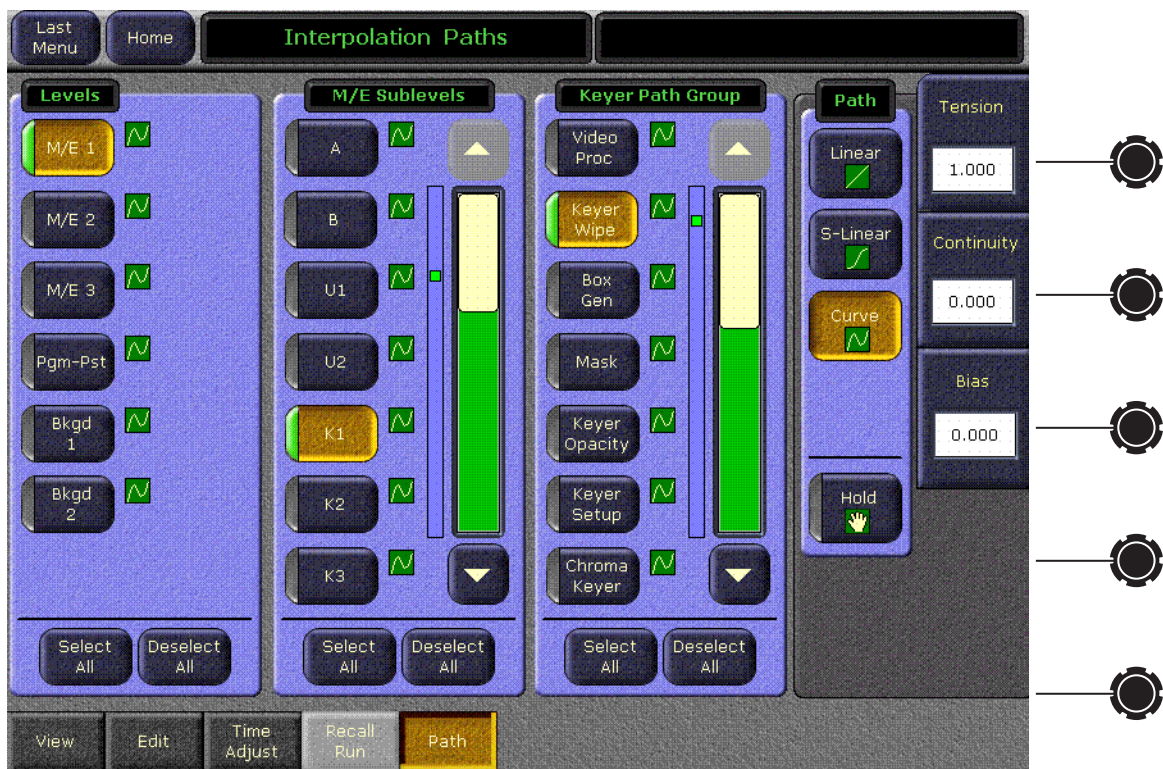 Last
Menu
Home
Interpolation Paths
Levels
M/E 1
M/E 2
M/E 3
Pgm-Pst
Bkgd
1
Bkgd
2
Select
All
Deselect
All
M/E Sublevels
A
B
U1
U2
K1
K2
K3
Select
All
Deselect
All
Keyer Path Group
Video
Proc
Keyer
Wipe
Box
Gen
Mask
Keyer
Opacity
Keyer
Setup
Chroma
Keyer
Select
All
Deselect
All
Path
Linear
S-Linear
Curve
Hold
Tension
1.000
Continuity
0.000
Bias
0.000
View
Edit
Time
Adjust
Recall
Run
Path